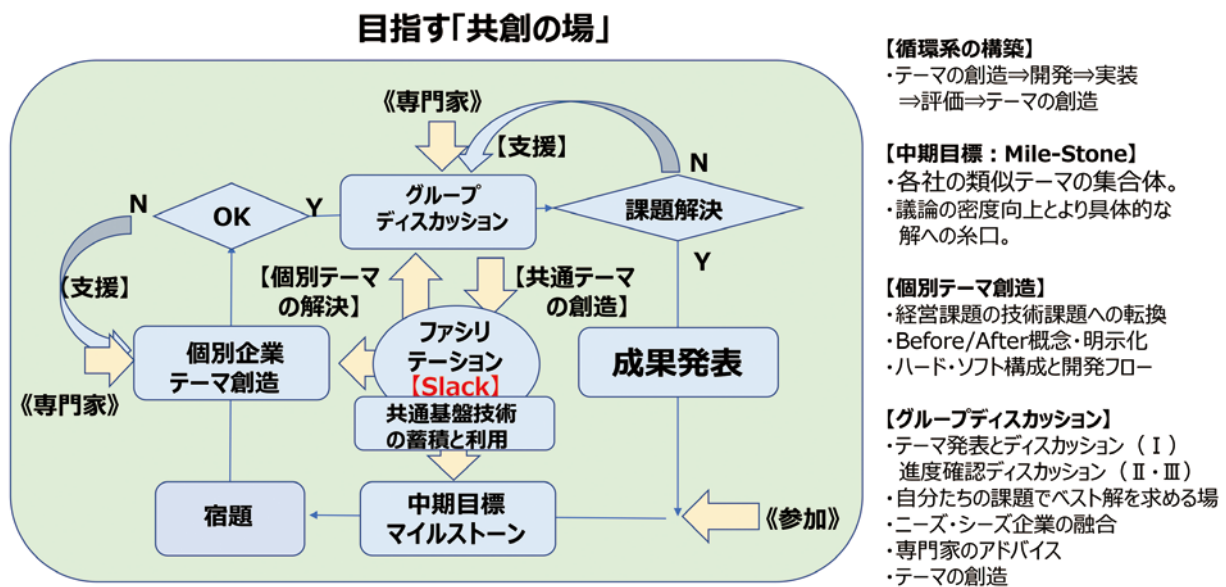 目指す「共創の場」
《専門家》
【支援】
N
N
OK
Y
グループ
ディスカッション
課題解決
Y
【支援】
【個別テーマ
の解決】
【共通テーマ
の創造】
個別企業
テーマ創造
ファシリ
テーション
【Slack】
成果発表
《専門家》
共通基盤技術
の蓄積と利用
宿題
中期目標
マイルストーン
《参加》
【循環系の構築】
・テーマの創造⇒開発⇒実装
⇒評価⇒テーマの創造
【中期目標：Mile-Stone】
・各社の類似テーマの集合体。
・議論の密度向上とより具体的な
解への糸口。
【個別テーマ創造】
・経営課題の技術課題への転換
・Before/After概念・明示化
・ハード・ソフト構成と開発フロー
【グループディスカッション】
・テーマ発表とディスカッション（Ⅰ）
進度確認ディスカッション（Ⅱ・Ⅲ）
・自分たちの課題でベスト解を求める場
・ニーズ・シーズ企業の融合
・専門家のアドバイス
・テーマの創造